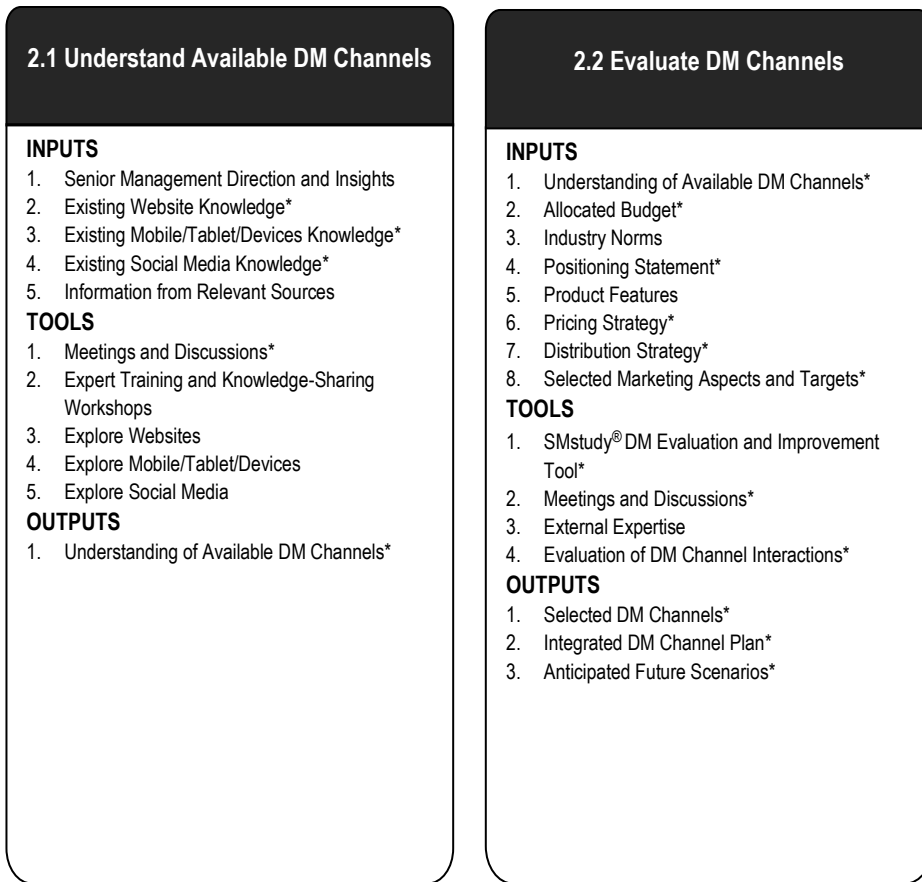 2.1 Understand Available DM Channels
INPUTS
1. Senior Management Direction and Insights
2. Existing Website Knowledge*
3. Existing Mobile/Tablet/Devices Knowledge*
4. Existing Social Media Knowledge*
5. Information from Relevant Sources
TOOLS
1. Meetings and Discussions*
2. Expert Training and Knowledge-Sharing
Workshops
3. Explore Websites
4. Explore Mobile/Tablet/Devices
5. Explore Social Media
OUTPUTS
1. Understanding of Available DM Channels*
2.2 Evaluate DM Channels
INPUTS
1. Understanding of Available DM Channels*
2. Allocated Budget*
3. Industry Norms
4. Positioning Statement*
5. Product Features
6. Pricing Strategy*
7. Distribution Strategy*
8. Selected Marketing Aspects and Targets*
TOOLS
1. SMstudy® DM Evaluation and Improvement
Tool*
2. Meetings and Discussions*
3. External Expertise
4. Evaluation of DM Channel Interactions*
OUTPUTS
1. Selected DM Channels*
2. Integrated DM Channel Plan*
3. Anticipated Future Scenarios*